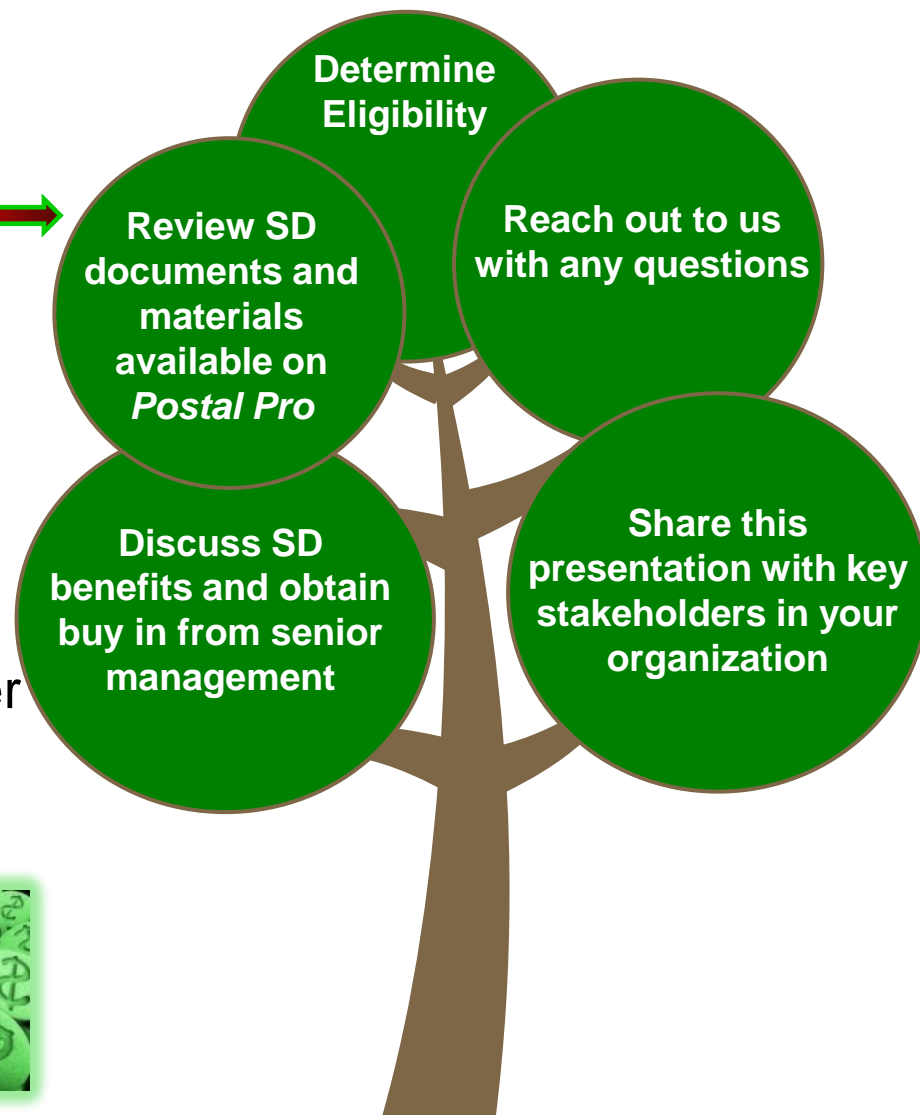 Determine
Eligibility
Review SD
documents and
materials
available on
Postal Pro
Reach out to us
with any questions
Discuss SD
benefits and obtain
buy in from senior
management
Share this
presentation with key
stakeholders in your
organization